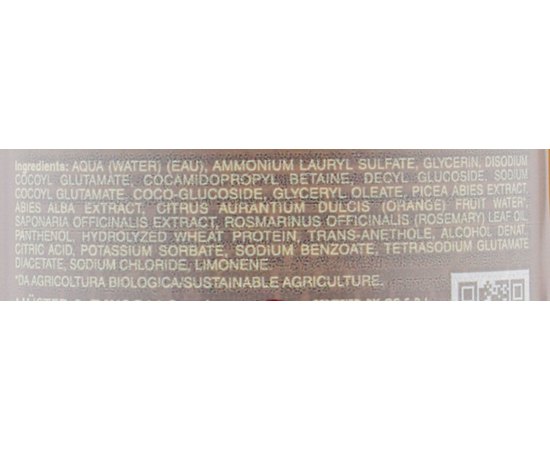 Ingredients: AQUA (WATER) (EAU), AMMONIUM LAURYL SULFATE, GLYCERIN, DISODIUM
COCOYL GLUTAMATE, COCAMIDOPROPYL BETAINE, DECYL GLUCOSIDE, SODIUM
COCOYL GLUTAMATE, COCO-GLUCOSIDE, GLYCERYL OLEATE, PICEA ABIES EXTRACT,
ABIES ALBA EXTRACT, CITRUS AURANTIUM DULCIS (ORANGE) FRUIT WATER*,
SAPONARIA OFFICINALIS EXTRACT, ROSMARINUS OFFICINALIS (ROSEMARY) LEAF OIL,
PANTHENOL, HYDROLYZED WHEAT PROTEIN, TRANS-ANETHOLE, ALCOHOL DENAT.,
CITRIC ACID, POTASSIUM SORBATE, SODIUM BENZOATE, TETRASODIUM GLUTAMATE
DIACETATE, SODIUM CHLORIDE, LIMONENE.
*DA AGRICOLTURA BIOLOGICA/SUSTAINABLE AGRICULTURE.